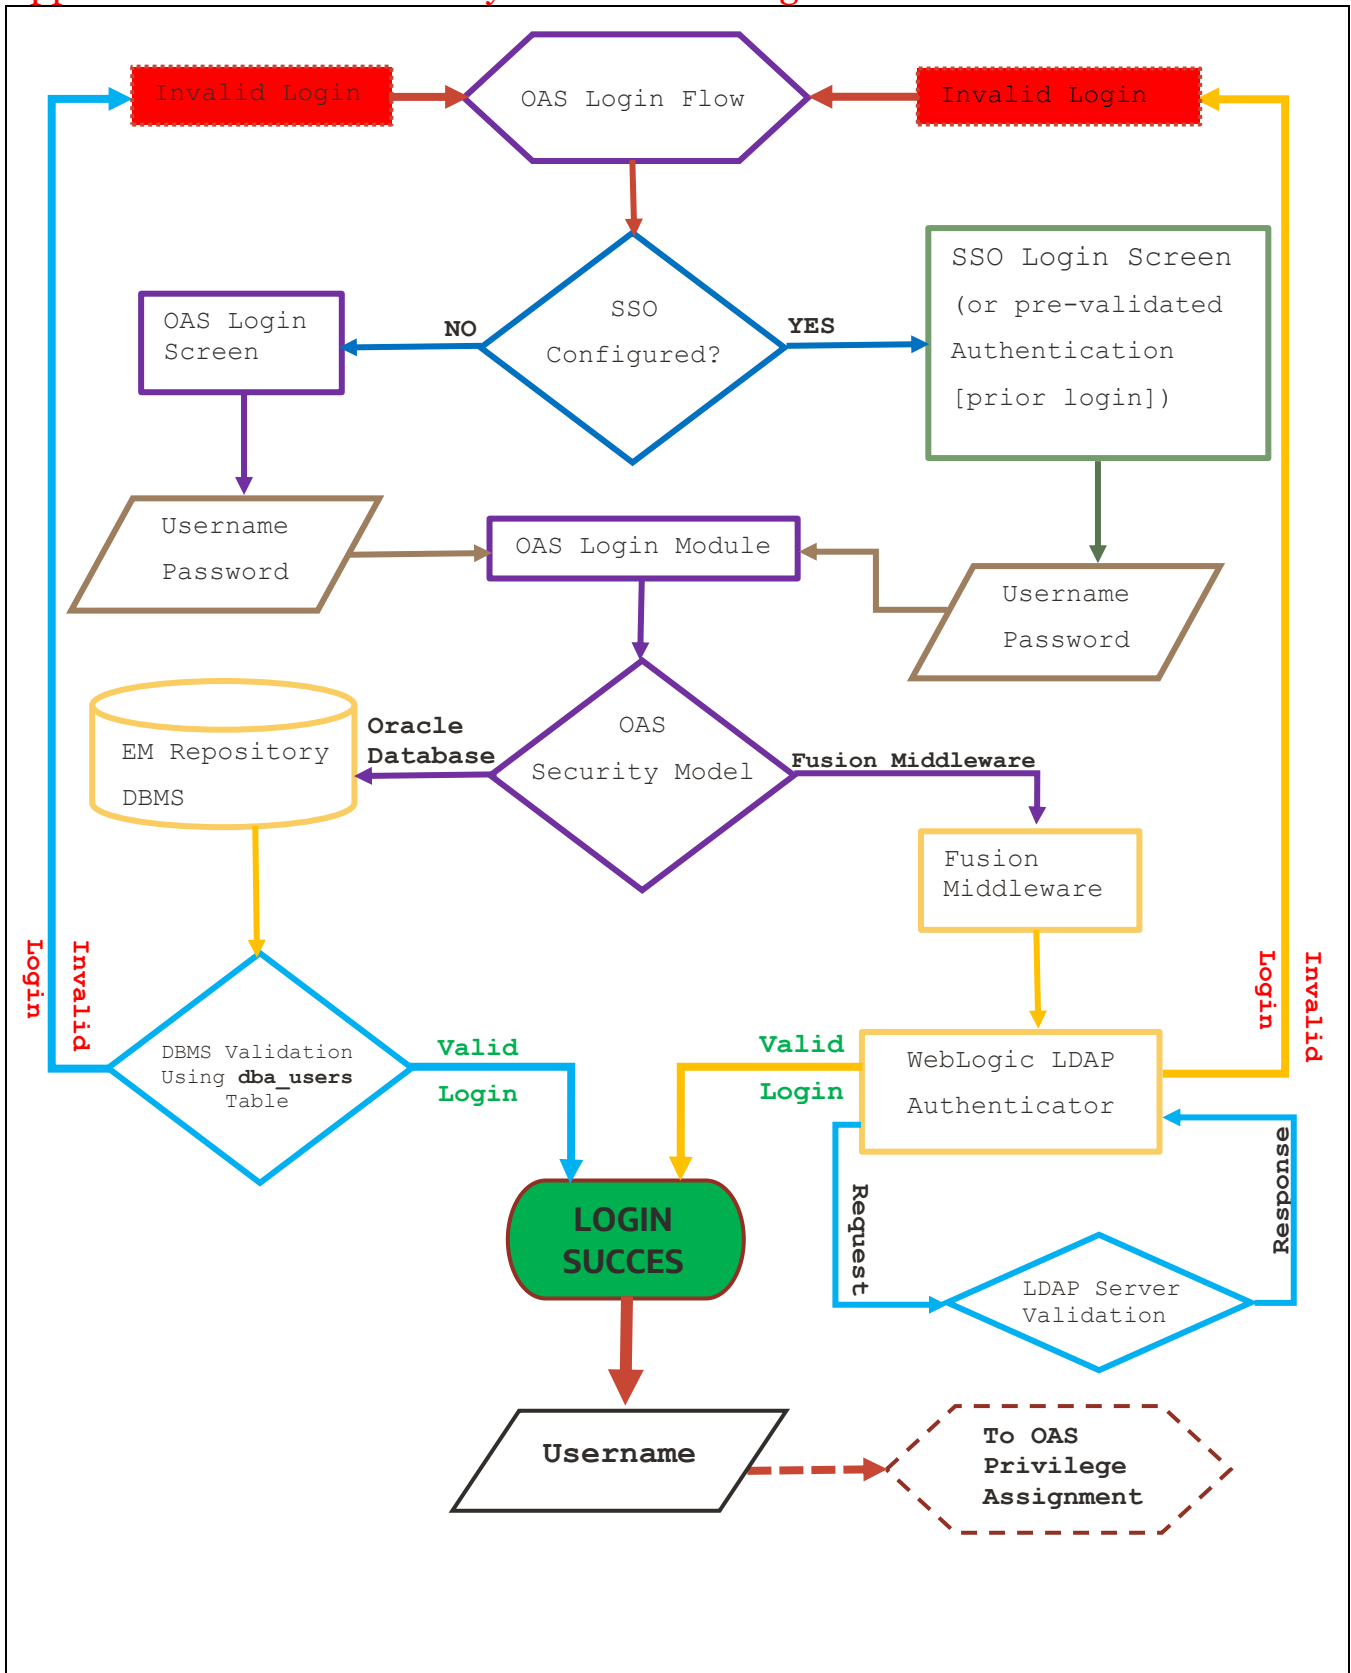 Invalid Login
OAS Login Flow
Invalid Login
SSO
Configured?
NO
YES
OAS Login
Screen
SSO Login Screen
(or pre-validated
Authentication
[prior login])
Username
Password
OAS Login Module
Username
Password
EM Repository
DBMS
Oracle
Database
OAS
Security Model
Fusion Middleware
Fusion
Middleware
Invalid
Login
Invalid
Login
DBMS Validation
Using dba_users
Table
Valid
Login
Valid
Login
WebLogic LDAP
Authenticator
Request
Response
LOGIN
SUCCES
LDAP Server
Validation
Username
To OAS
Privilege
Assignment